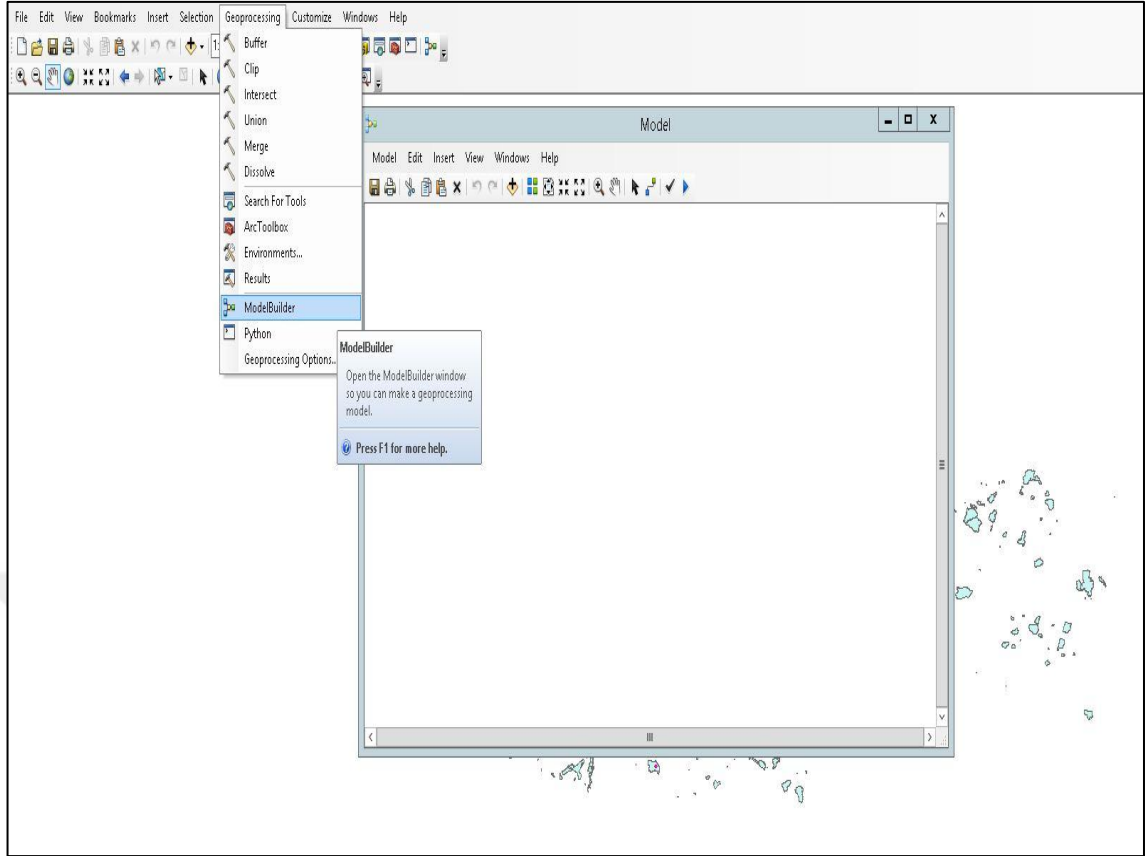 File Edit View Bookmarks Insert Selection Geoprocessing Customize Windows Help
Buffer
Clip
Intersect
Union
Merge
Dissolve
Search For Tools
ArcToolbox
Environments...
Results
ModelBuilder
Python
Geoprocessing Options...
ModelBuilder
Open the ModelBuilder window
so you can make a geoprocessing
model.
Press F1 for more help.
Model
Model Edit Insert View Windows Help